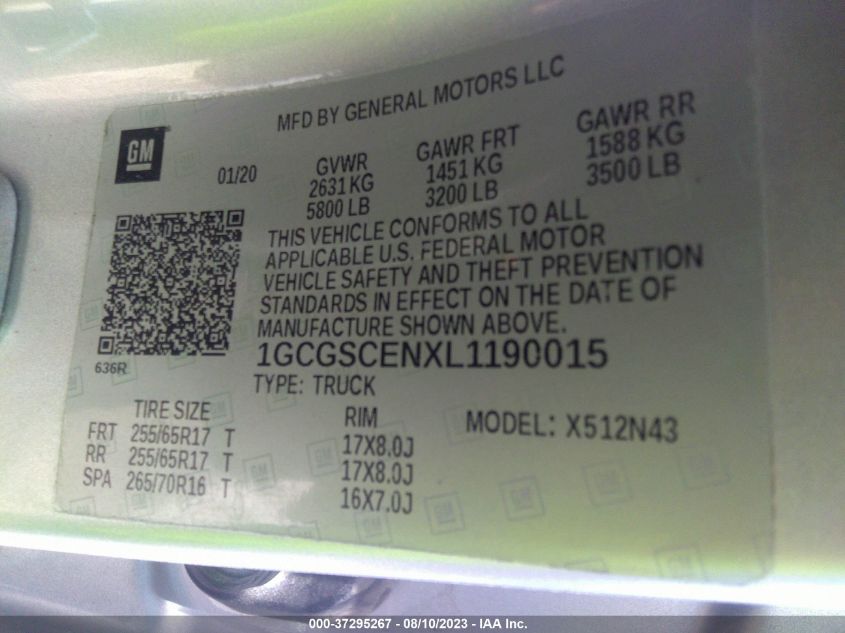 MFD BY GENERAL MOTORS LLC
GM
01/20
GVWR
2631 KG
5800 LB
GAWR FRT
1451 KG
3200 LB
GAWR RR
1588 KG
3500 LB
THIS VEHICLE CONFORMS TO ALL
APPLICABLE U.S. FEDERAL MOTOR
VEHICLE SAFETY AND THEFT PREVENTION
STANDARDS IN EFFECT ON THE DATE OF
MANUFACTURE SHOWN ABOVE.
636R
1GCGSCENXL1190015
TYPE: TRUCK
TIRE SIZE
FRT 255/65R17 T
RR 255/65R17 T
SPA 265/70R16 T
RIM
17X8.0J
17X8.0J
16X7.0J
MODEL: X512N43
000-37295267 - 08/10/2023 - IAA Inc.